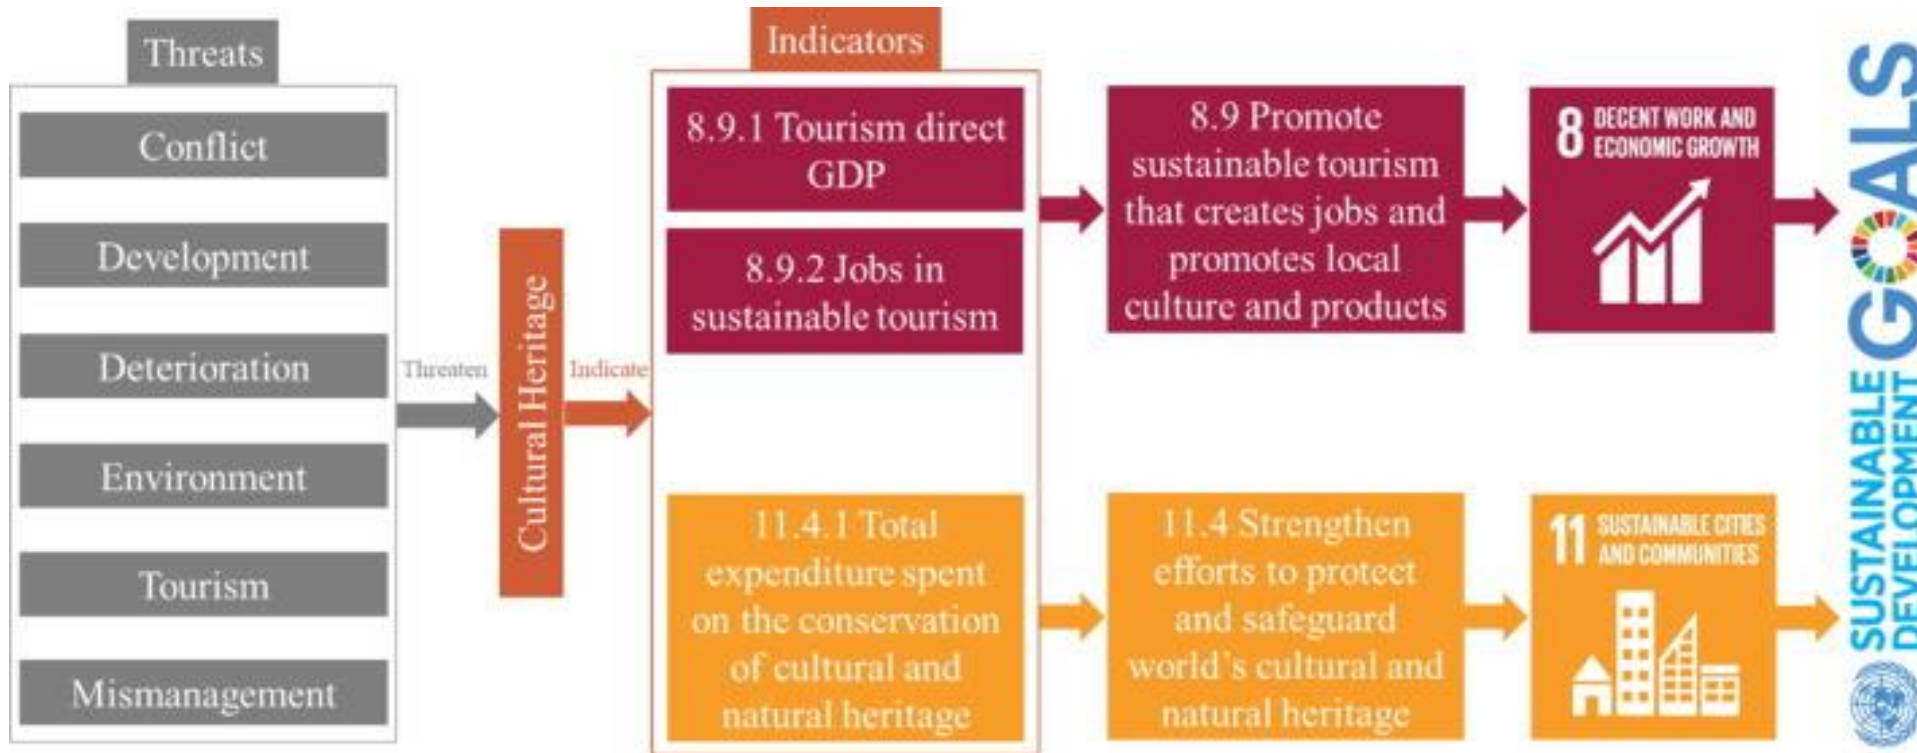 Threats
Conflict
Development
Deterioration
Environment
Tourism
Mismanagement
Threaten
Cultural Heritage
Indicate
Indicators
8.9.1 Tourism direct
GDP
8.9.2 Jobs in
sustainable tourism
11.4.1 Total
expenditure spent
on the conservation
of cultural and
natural heritage
8.9 Promote
sustainable tourism
that creates jobs and
promotes local
culture and products
11.4 Strengthen
efforts to protect
and safeguard
world's cultural and
natural heritage
8 DECENT WORK AND
ECONOMIC GROWTH
11 SUSTAINABLE CITIES
AND COMMUNITIES
SUSTAINABLE
DEVELOPMENT
GOALS